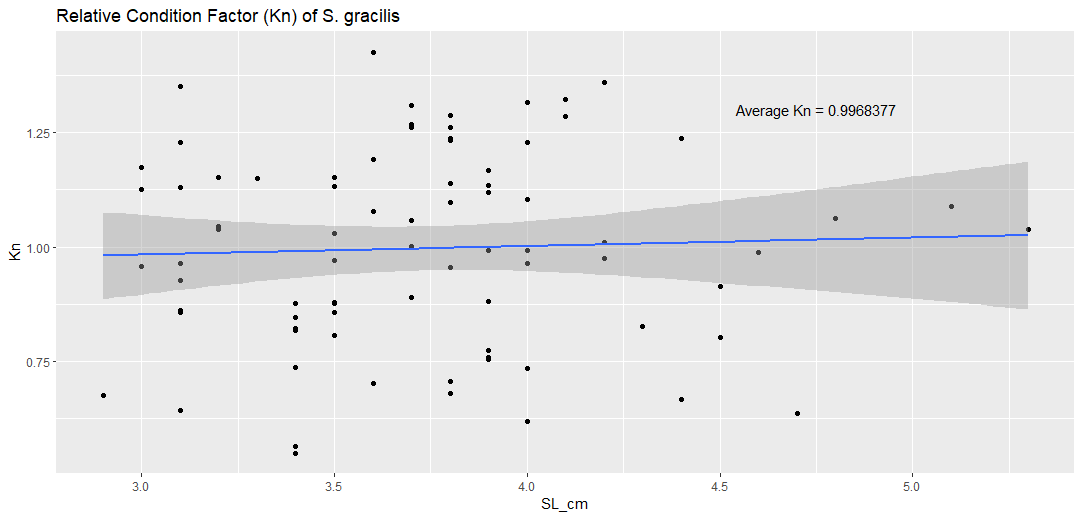 Relative Condition Factor (Kn) of S. gracilis
Average Kn = 0.9968377
1.25
1.00
0.75
Kn
3.0 3.5 4.0 4.5 5.0
SL_cm